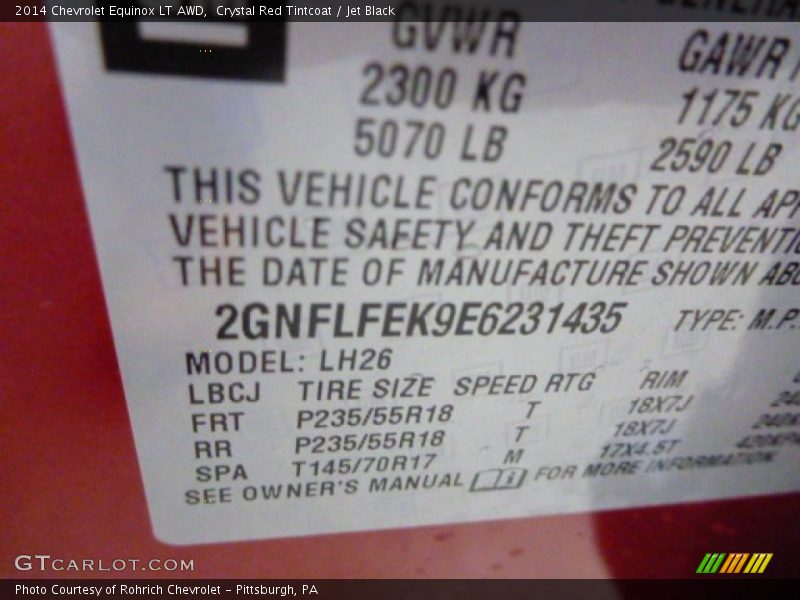 2014 Chevrolet Equinox LT AWD, Crystal Red Tintcoat / Jet Black
GVWR GAWR
2300 KG 1175 KG
5070 LB 2590 LB
THIS VEHICLE CONFORMS TO ALL
VEHICLE SAFETY AND THEFT
THE DATE OF MANUFACTURE SHOWN
2GNFLFEK9E6231435 TYPE: M.P.
MODEL: LH26
LBCJ TIRE SIZE SPEED RTG RIM
FRT P235/55R18 T 18X7J
RR P235/55R18 T 18X7J
SPA T145/70R17 M 17X4.5T
SEE OWNER'S MANUAL FOR MORE INFORMATION
GTCARLOT.COM
Photo Courtesy of Rohrich Chevrolet - Pittsburgh, PA